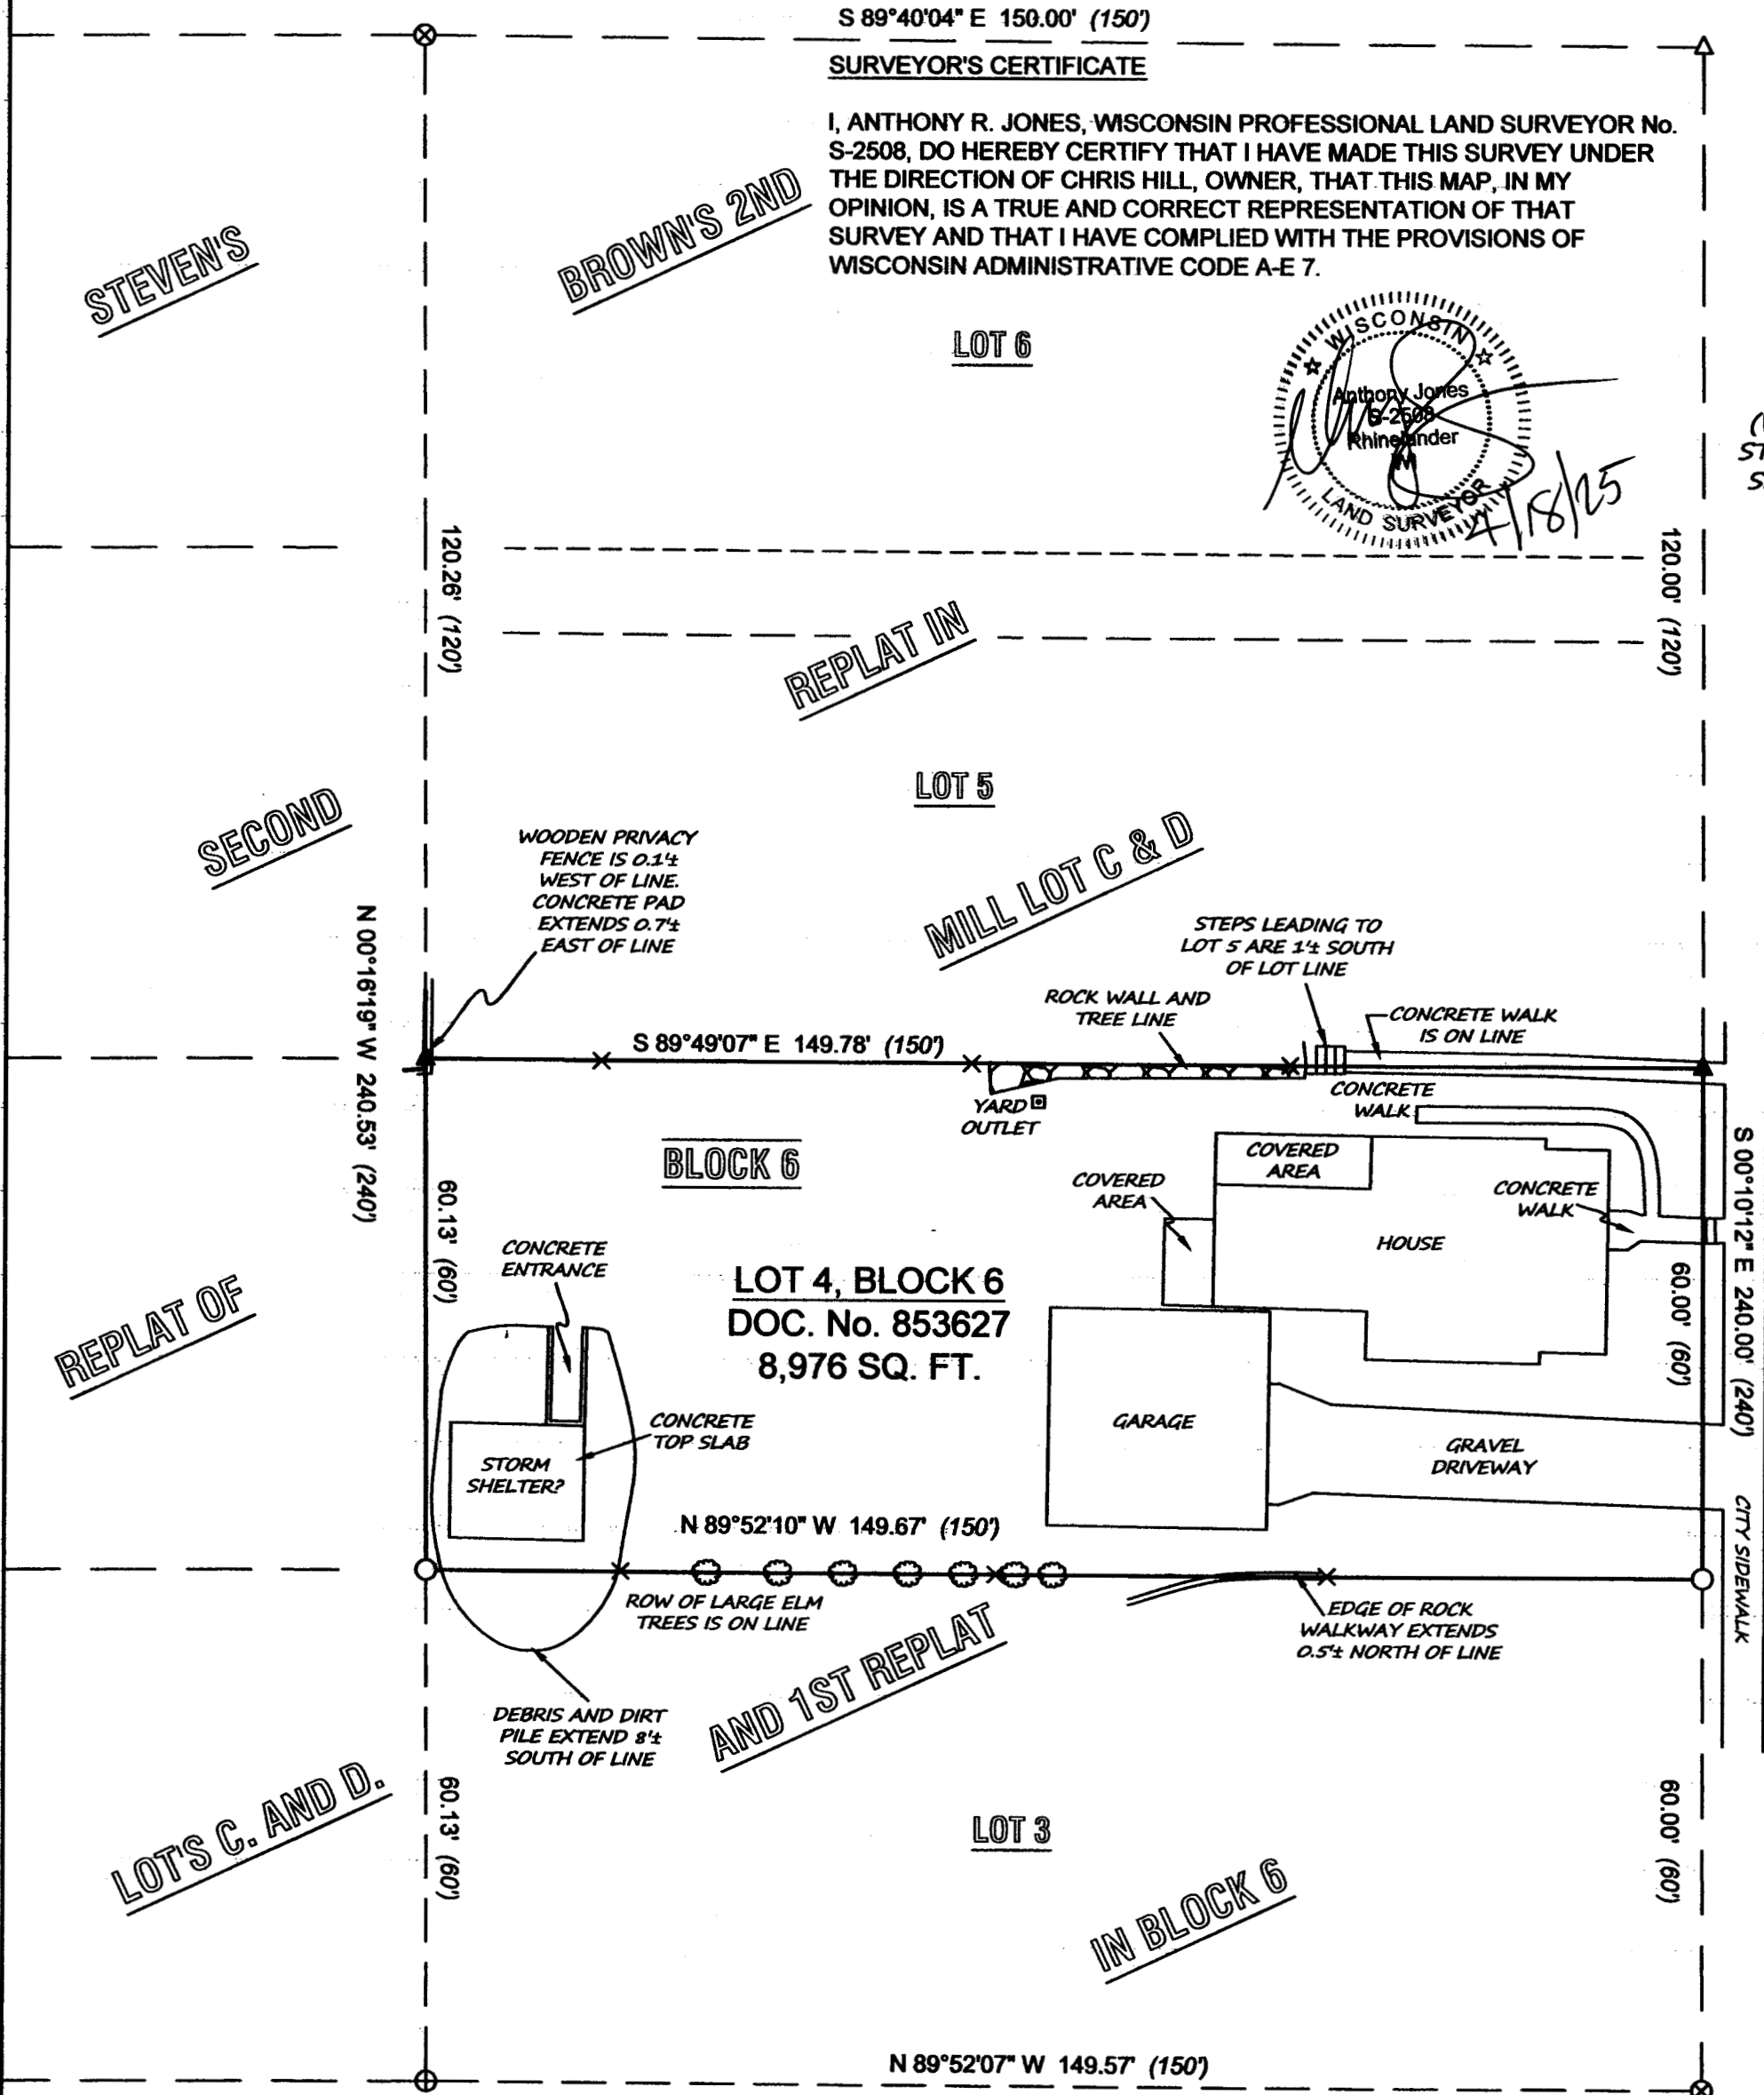 S 89°40'04" E 150.00' (150')
SURVEYOR'S CERTIFICATE
I, ANTHONY R. JONES, WISCONSIN PROFESSIONAL LAND SURVEYOR No.
S-2508, DO HEREBY CERTIFY THAT I HAVE MADE THIS SURVEY UNDER
THE DIRECTION OF CHRIS HILL, OWNER, THAT THIS MAP, IN MY
OPINION, IS A TRUE AND CORRECT REPRESENTATION OF THAT
SURVEY AND THAT I HAVE COMPLIED WITH THE PROVISIONS OF
WISCONSIN ADMINISTRATIVE CODE A-E 7.
STEVEN'S
BROWN'S 2ND
LOT 6
WISCONSIN
Anthony Jones
S-2508
Rhinelander
WI
LAND SURVEYOR
4/18/25
120.26' (120')
120.00' (120')
REPLAT IN
LOT 5
SECOND
MILL LOT C & D
WOODEN PRIVACY
FENCE IS 0.1'±
WEST OF LINE.
CONCRETE PAD
EXTENDS 0.7'±
EAST OF LINE
STEPS LEADING TO
LOT 5 ARE 1'± SOUTH
OF LOT LINE
ROCK WALL AND
TREE LINE
CONCRETE WALK
IS ON LINE
N 00°16'19" W 240.53' (240')
S 89°49'07" E 149.78' (150')
YARD
OUTLET
CONCRETE
WALK
BLOCK 6
COVERED
AREA
COVERED
AREA
CONCRETE
WALK
HOUSE
S 00°10'12" E 240.00' (240')
60.13' (60')
60.00' (60')
CONCRETE
ENTRANCE
LOT 4, BLOCK 6
DOC. No. 853627
8,976 SQ. FT.
REPLAT OF
CONCRETE
TOP SLAB
STORM
SHELTER?
GARAGE
GRAVEL
DRIVEWAY
CITY SIDEWALK
N 89°52'10" W 149.67' (150')
ROW OF LARGE ELM
TREES IS ON LINE
EDGE OF ROCK
WALKWAY EXTENDS
0.5'± NORTH OF LINE
AND 1ST REPLAT
DEBRIS AND DIRT
PILE EXTEND 8'±
SOUTH OF LINE
LOT'S C. AND D.
60.13' (60')
60.00' (60')
LOT 3
IN BLOCK 6
N 89°52'07" W 149.57' (150')